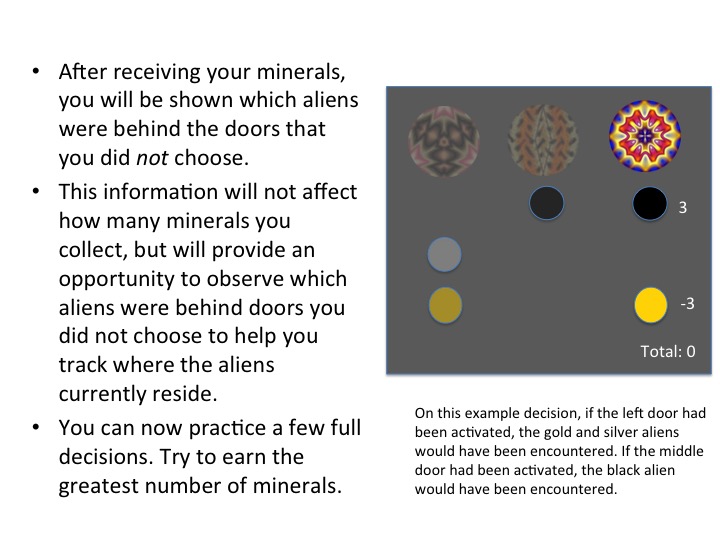 • After receiving your minerals,
you will be shown which aliens
were behind the doors that
you did not choose.
• This information will not affect
how many minerals you
collect, but will provide an
opportunity to observe which
aliens were behind doors you
did not choose to help you
track where the aliens
currently reside.
• You can now practice a few full
decisions. Try to earn the
greatest number of minerals.
3
-3
Total: 0
On this example decision, if the left door had
been activated, the gold and silver aliens
would have been encountered. If the middle
door had been activated, the black alien
would have been encountered.